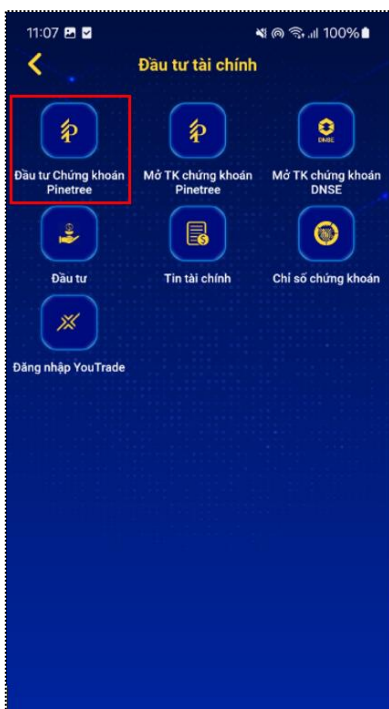 11:07 100%
Đầu tư tài chính
Đầu tư Chứng khoán Mở TK chứng khoán Mở TK chứng khoán
Pinetree Pinetree DNSE
Đầu tư Tin tài chính Chỉ số chứng khoán
Đăng nhập YouTrade